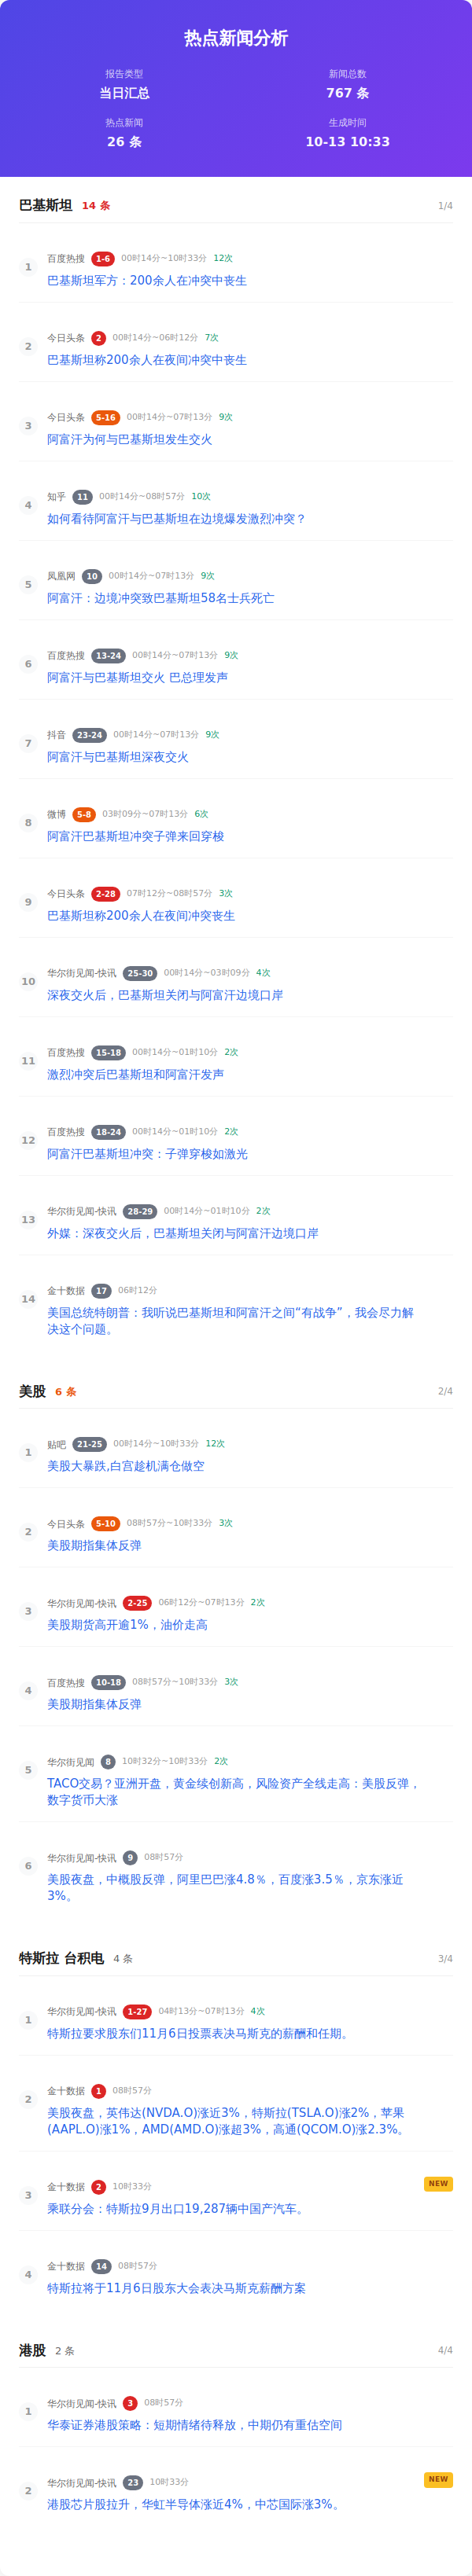 热点新闻分析
报告类型 新闻总数
当日汇总 767 条
热点新闻 生成时间
26 条 10-13 10:33
巴基斯坦 14 条 1/4
1 百度热搜 1-6 00时14分~10时33分 12次
巴基斯坦军方：200余人在冲突中丧生
2 今日头条 2 00时14分~06时12分 7次
巴基斯坦称200余人在夜间冲突中丧生
3 今日头条 5-16 00时14分~07时13分 9次
阿富汗为何与巴基斯坦发生交火
4 知乎 11 00时14分~08时57分 10次
如何看待阿富汗与巴基斯坦在边境爆发激烈冲突？
5 凤凰网 10 00时14分~07时13分 9次
阿富汗：边境冲突致巴基斯坦58名士兵死亡
6 百度热搜 13-24 00时14分~07时13分 9次
阿富汗与巴基斯坦交火 巴总理发声
7 抖音 23-24 00时14分~07时13分 9次
阿富汗与巴基斯坦深夜交火
8 微博 5-8 03时09分~07时13分 6次
阿富汗巴基斯坦冲突子弹来回穿梭
9 今日头条 2-28 07时12分~08时57分 3次
巴基斯坦称200余人在夜间冲突丧生
10 华尔街见闻-快讯 25-30 00时14分~03时09分 4次
深夜交火后，巴基斯坦关闭与阿富汗边境口岸
11 百度热搜 15-18 00时14分~01时10分 2次
激烈冲突后巴基斯坦和阿富汗发声
12 百度热搜 18-24 00时14分~01时10分 2次
阿富汗巴基斯坦冲突：子弹穿梭如激光
13 华尔街见闻-快讯 28-29 00时14分~01时10分 2次
外媒：深夜交火后，巴基斯坦关闭与阿富汗边境口岸
14 金十数据 17 06时12分
美国总统特朗普：我听说巴基斯坦和阿富汗之间“有战争”，我会尽力解
决这个问题。
美股 6 条 2/4
1 贴吧 21-25 00时14分~10时33分 12次
美股大暴跌,白宫趁机满仓做空
2 今日头条 5-10 08时57分~10时33分 3次
美股期指集体反弹
3 华尔街见闻-快讯 2-25 06时12分~07时13分 2次
美股期货高开逾1%，油价走高
4 百度热搜 10-18 08时57分~10时33分 3次
美股期指集体反弹
5 华尔街见闻 8 10时32分~10时33分 2次
TACO交易？亚洲开盘，黄金续创新高，风险资产全线走高：美股反弹，
数字货币大涨
6 华尔街见闻-快讯 9 08时57分
美股夜盘，中概股反弹，阿里巴巴涨4.8％，百度涨3.5％，京东涨近
3%。
特斯拉 台积电 4 条 3/4
1 华尔街见闻-快讯 1-27 04时13分~07时13分 4次
特斯拉要求股东们11月6日投票表决马斯克的薪酬和任期。
2 金十数据 1 08时57分
美股夜盘，英伟达(NVDA.O)涨近3%，特斯拉(TSLA.O)涨2%，苹果
(AAPL.O)涨1%，AMD(AMD.O)涨超3%，高通(QCOM.O)涨2.3%。
3 金十数据 2 10时33分 NEW
乘联分会：特斯拉9月出口19,287辆中国产汽车。
4 金十数据 14 08时57分
特斯拉将于11月6日股东大会表决马斯克薪酬方案
港股 2 条 4/4
1 华尔街见闻-快讯 3 08时57分
华泰证券港股策略：短期情绪待释放，中期仍有重估空间
2 华尔街见闻-快讯 23 10时33分 NEW
港股芯片股拉升，华虹半导体涨近4%，中芯国际涨3%。